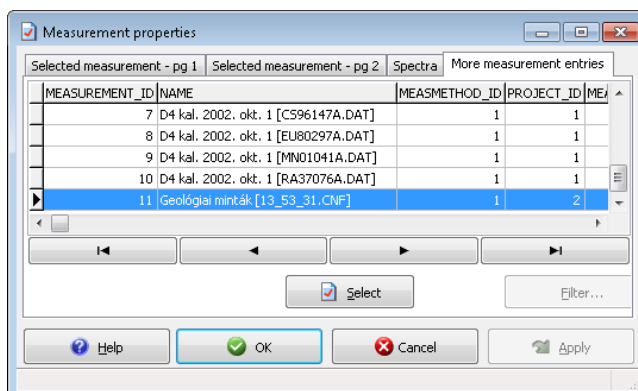 Measurement properties
Selected measurement - pg 1 Selected measurement - pg 2 Spectra More measurement entries
MEASUREMENT_ID NAME MEASMETHOD_ID PROJECT_ID MEA
7 D4 kal. 2002. okt. 1 [CS96147A.DAT] 1 1
8 D4 kal. 2002. okt. 1 [EU80297A.DAT] 1 1
9 D4 kal. 2002. okt. 1 [MN01041A.DAT] 1 1
10 D4 kal. 2002. okt. 1 [RA37076A.DAT] 1 1
11 Geológiai minták [13_53_31.CNF] 1 2
Select Filter...
Help OK Cancel Apply